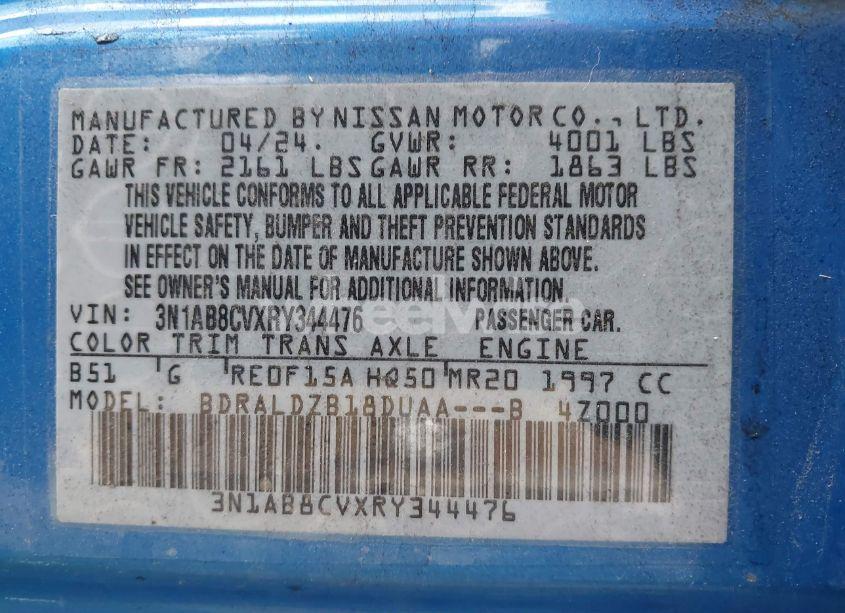 MANUFACTURED BY NISSAN MOTOR CO., LTD.
DATE: 04/24. GVWR: 4001 LBS
GAWR FR: 2161 LBS GAWR RR: 1863 LBS
THIS VEHICLE CONFORMS TO ALL APPLICABLE FEDERAL MOTOR
VEHICLE SAFETY, BUMPER AND THEFT PREVENTION STANDARDS
IN EFFECT ON THE DATE OF MANUFACTURE SHOWN ABOVE.
SEE OWNER'S MANUAL FOR ADDITIONAL INFORMATION.
VIN: 3N1AB8CVXRY344476 PASSENGER CAR.
COLOR TRIM TRANS AXLE ENGINE
B51 G RE0F15A HQ50 MR20 1997 CC
MODEL: BDRALDZB18DUAA---B 4Z000
3N1AB8CVXRY344476